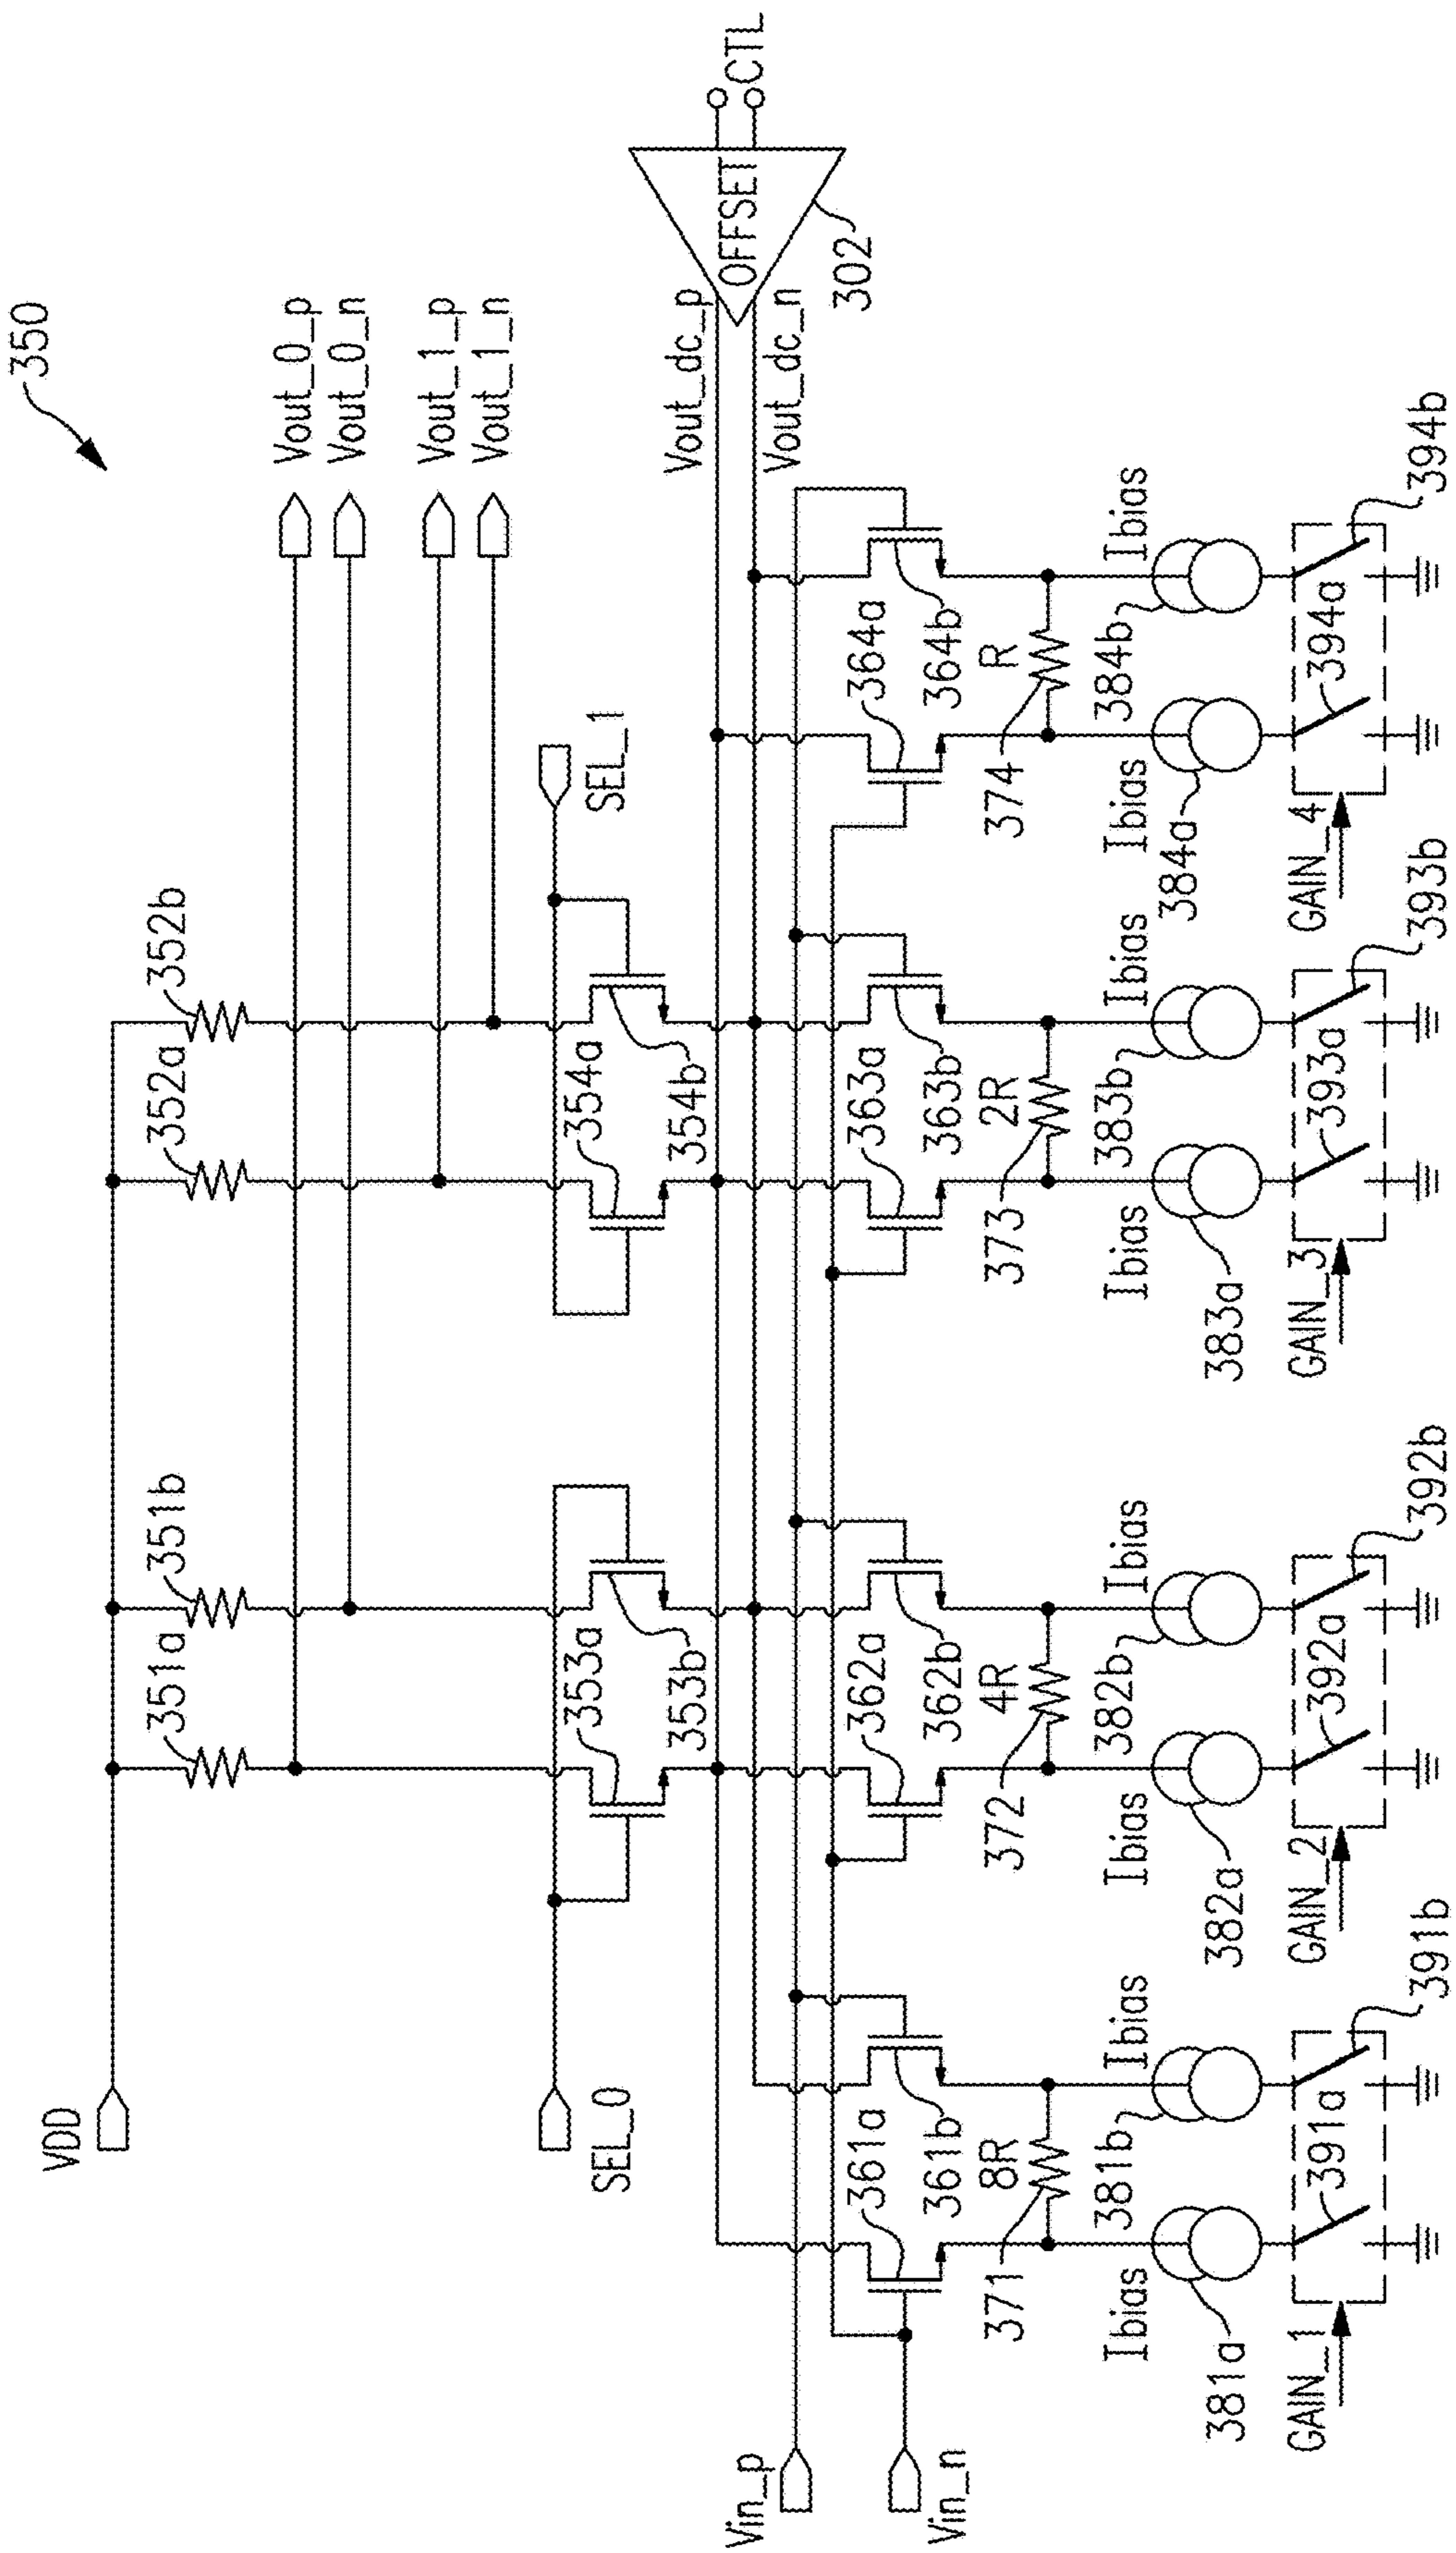 350
VDD
351a
351b
352a
352b
Vout_0_p
Vout_0_n
Vout_1_p
Vout_1_n
SEL_0
353a
353b
354a
354b
SEL_1
Vout_dc_p
Vout_dc_n
OFFSET
CTL
302
Vin_p
Vin_n
361a
361b
362a
362b
363a
363b
364a
364b
371
8R
372
4R
373
2R
374
R
Ibias
Ibias
Ibias
Ibias
Ibias
Ibias
Ibias
Ibias
381a
381b
382a
382b
383a
383b
384a
384b
GAIN_1
391a
391b
GAIN_2
392a
392b
GAIN_3
393a
393b
GAIN_4
394a
394b